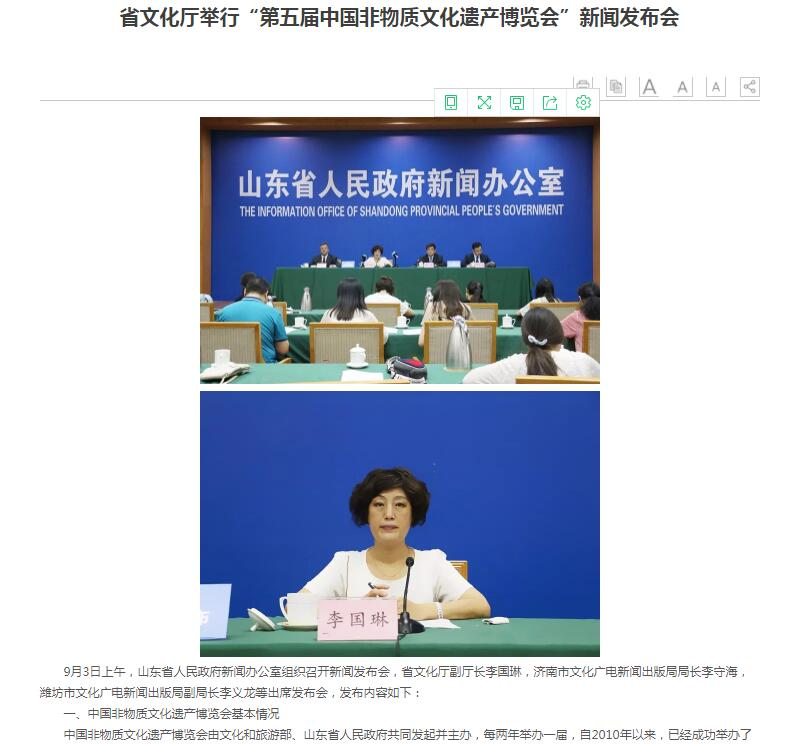 省文化厅举行“第五届中国非物质文化遗产博览会”新闻发布会
A A A
山东省人民政府新闻办公室
THE INFORMATION OFFICE OF SHANDONG PROVINCIAL PEOPLE'S GOVERNMENT
李国琳
9月3日上午，山东省人民政府新闻办公室组织召开新闻发布会，省文化厅副厅长李国琳，济南市文化广电新闻出版局局长李守海，
潍坊市文化广电新闻出版局副局长李义龙等出席发布会，发布内容如下：
一、中国非物质文化遗产博览会基本情况
中国非物质文化遗产博览会由文化和旅游部、山东省人民政府共同发起并主办，每两年举办一届，自2010年以来，已经成功举办了